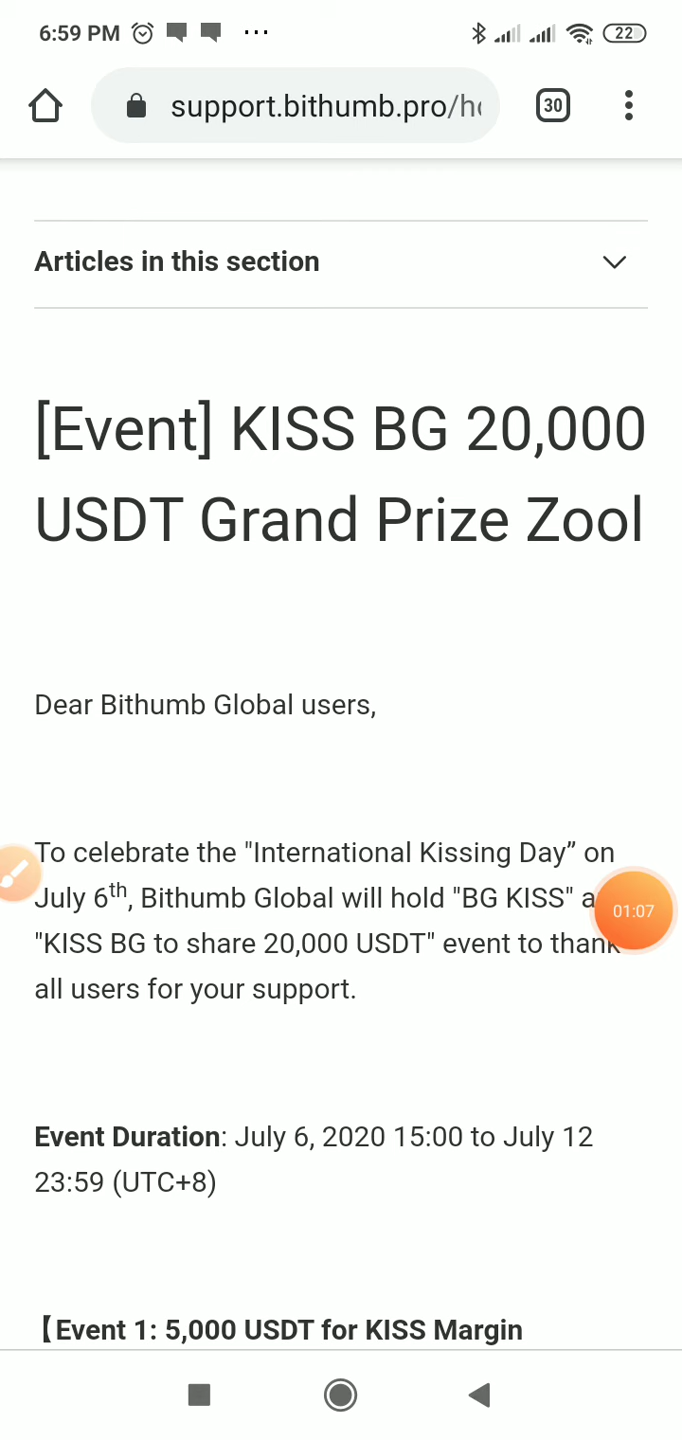 6:59 PM
22
support.bithumb.pro/h
30
Articles in this section
[Event] KISS BG 20,000
USDT Grand Prize Zool
Dear Bithumb Global users,
To celebrate the "International Kissing Day” on
July 6th, Bithumb Global will hold "BG KISS" a
01:07
"KISS BG to share 20,000 USDT" event to thank
all users for your support.
Event Duration: July 6, 2020 15:00 to July 12
23:59 (UTC+8)
【Event 1: 5,000 USDT for KISS Margin